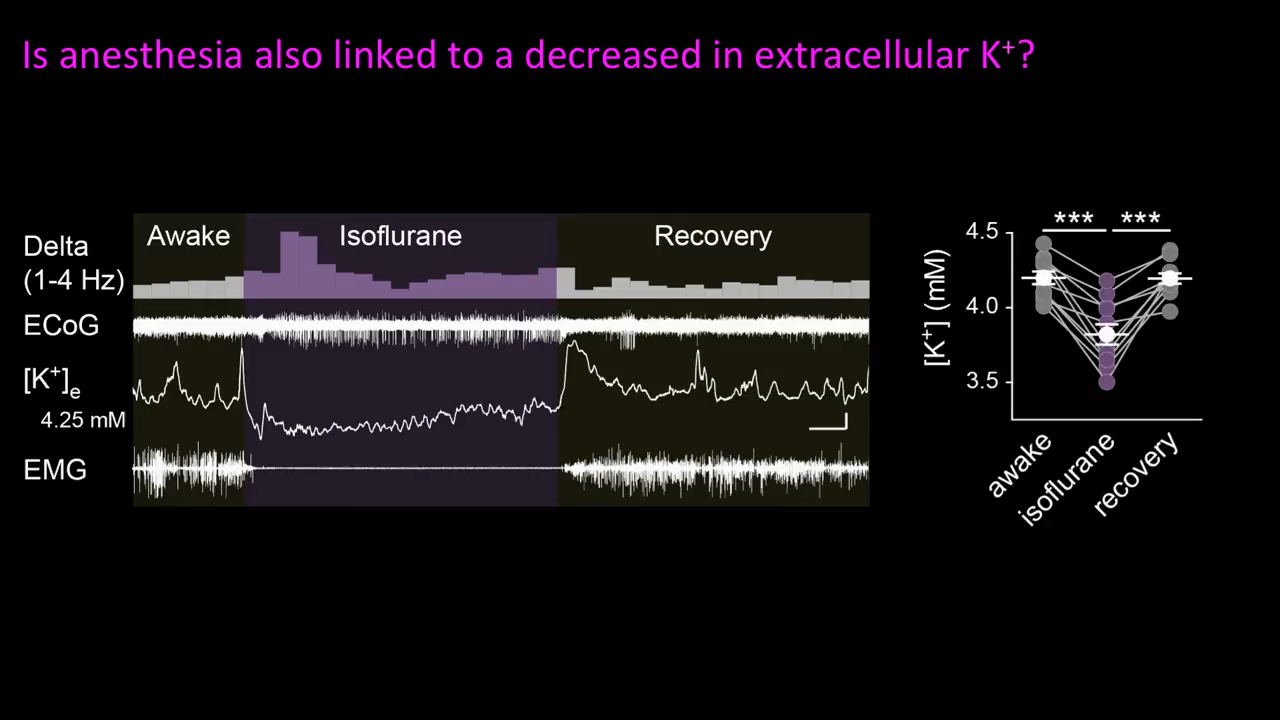 Is anesthesia also linked to a decreased in extracellular K⁺?
Awake
Isoflurane
Recovery
Delta
(1-4 Hz)
ECoG
[K⁺]ₑ
4.25 mM
EMG
*** ***
4.5
4.0
3.5
[K⁺] (mM)
awake
isoflurane
recovery